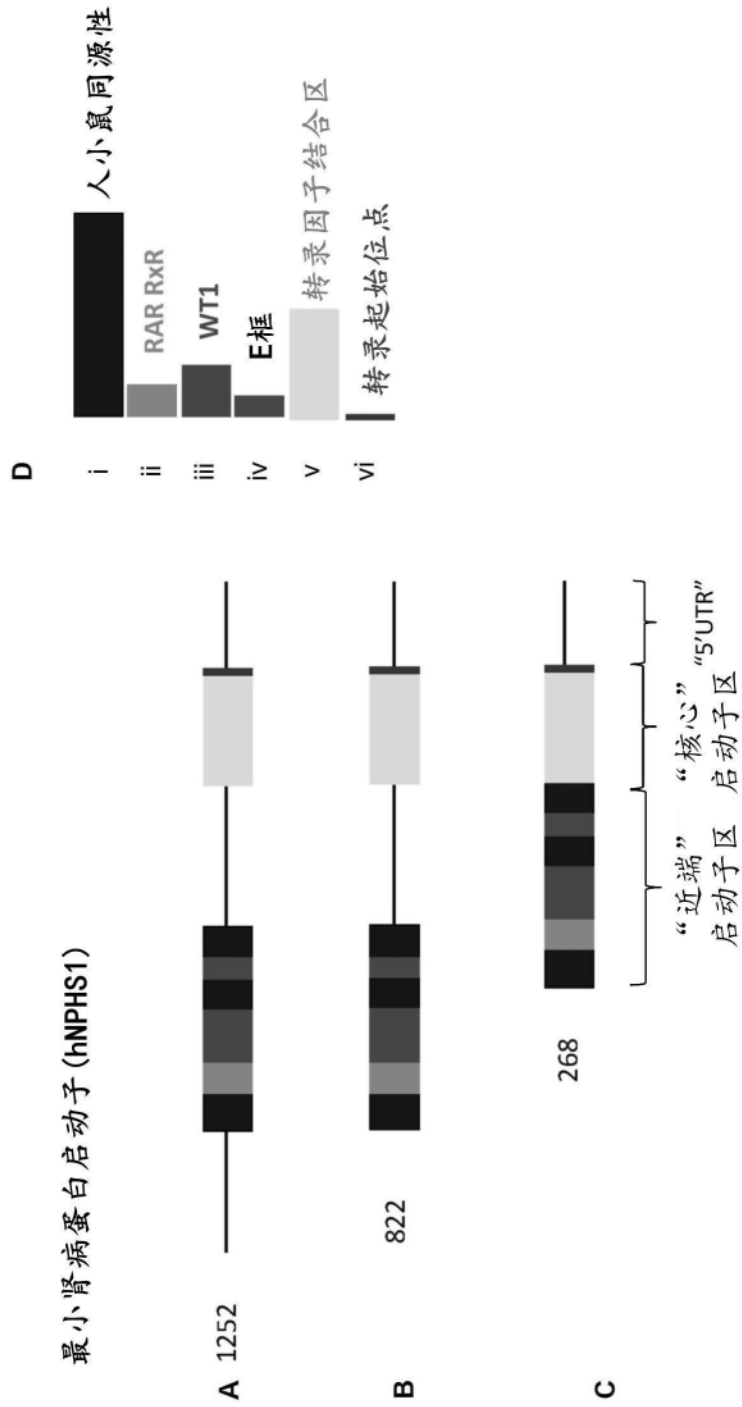 最小肾病蛋白启动子(hNPHS1)
A 1252
B 822
C 268
“近端”
启动子区
“核心”
启动子区
“5'UTR”
D
i 人小鼠同源性
ii RAR RxR
iii WT1
iv E框
v 转录因子结合区
vi 转录起始位点